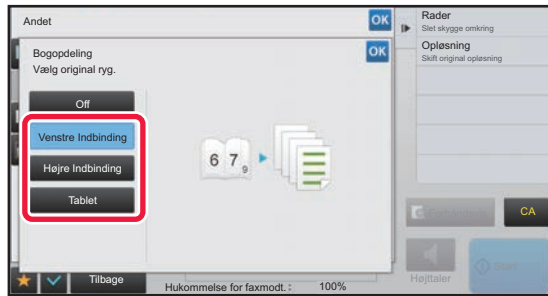 Andet
OK
Bogopdeling
OK
Vælg original ryg.
Off
Venstre Indbinding
Højre Indbinding
Tablet
6 7
9
Tilbage
Hukommelse for faxmodt. : 100%
Rader
Slet skygge omkring
Opløsning
Skift original opløsning
CA
Højttaler
Start